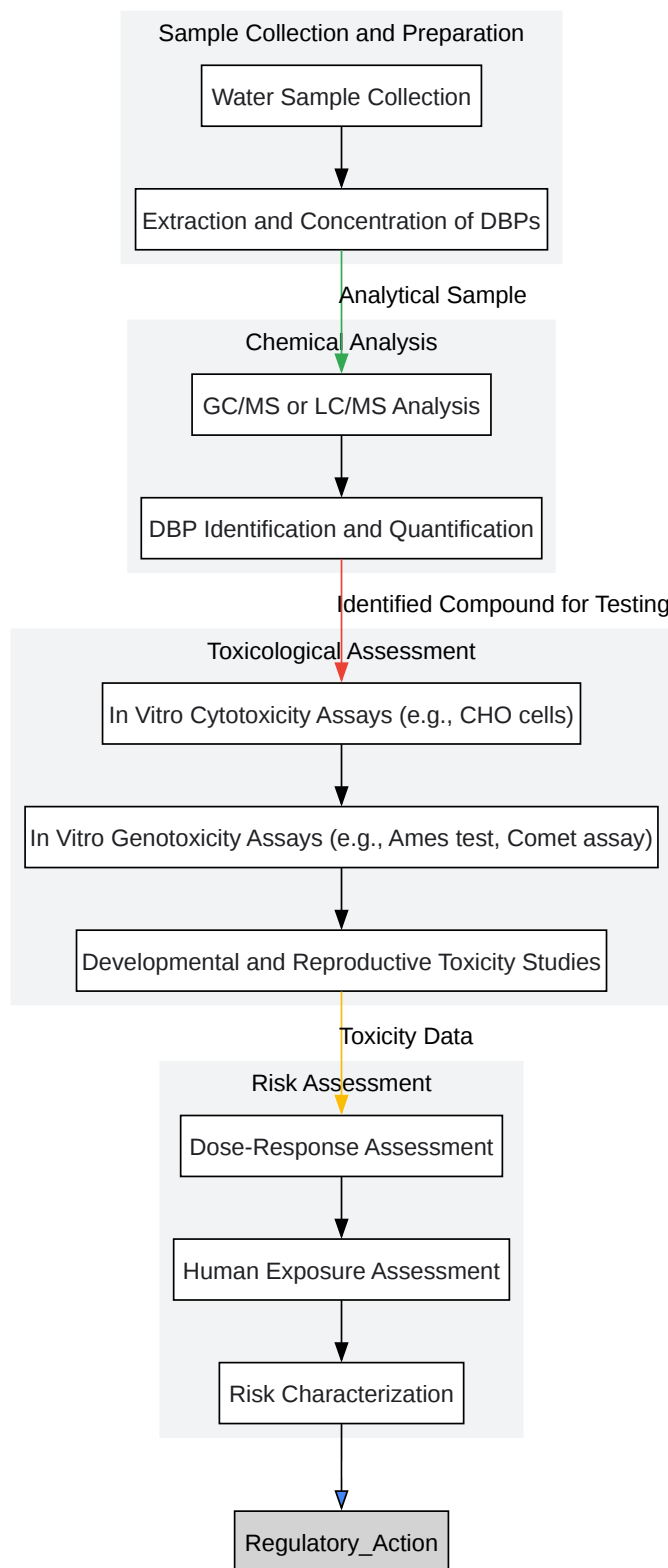 Sample Collection and Preparation
Water Sample Collection
Extraction and Concentration of DBPs
Analytical Sample
Chemical Analysis
GC/MS or LC/MS Analysis
DBP Identification and Quantification
Identified Compound for Testing
Toxicological Assessment
In Vitro Cytotoxicity Assays (e.g., CHO cells)
In Vitro Genotoxicity Assays (e.g., Ames test, Comet assay)
Developmental and Reproductive Toxicity Studies
Toxicity Data
Risk Assessment
Dose-Response Assessment
Human Exposure Assessment
Risk Characterization
Regulatory_Action